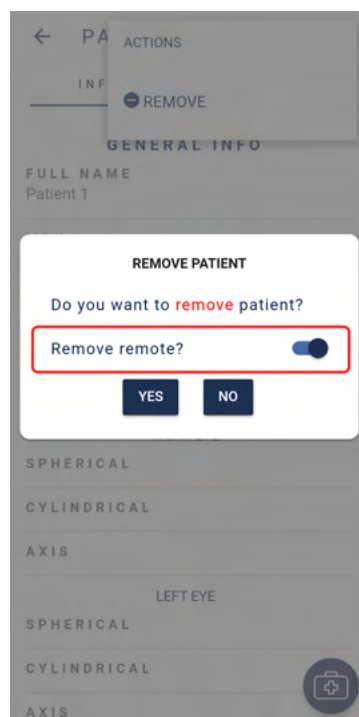 PA
ACTIONS
INF
REMOVE
GENERAL INFO
FULL NAME
Patient 1
REMOVE PATIENT
Do you want to remove patient?
Remove remote?
YES
NO
SPHERICAL
CYLINDRICAL
AXIS
LEFT EYE
SPHERICAL
CYLINDRICAL
AXIS